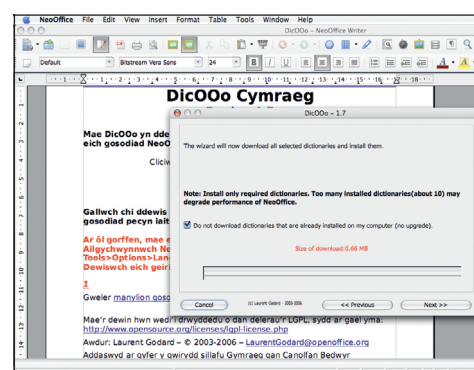 NeoOffice File Edit View Insert Format Table Tools Window Help
DicOOo - NeoOffice Writer
Default Bitstream Vera Sans 24 B I U
DicOOo Cymraeg
DicOOo - 1.7
The wizard will now download all selected dictionaries and install them.
Mae DicOOo yn dde
eich gosodiad NeoO
Cliciw
Note: Install only required dictionaries. Too many installed dictionaries(about 10) may
degrade performance of NeoOffice.
Gallwch chi ddewis
gosodiad pecyn iait
Do not download dictionaries that are already installed on my computer (no upgrade).
Ar ôl gorffen, mae e
Ailgychwynnwch Ne
Tools>Options>Lan
Dewiswch eich geiri
Size of download:0.66 MB
1
Gweler manylion goso
Cancel (c) Laurent Godard - 2003-2006 << Previous Next >>
Mae'r dewin hwn wedi'i drwyddedu o dan delerau'r LGPL, sydd ar gael yma:
http://www.opensource.org/licenses/lgpl-license.php
Awdur: Laurent Godard – © 2003-2006 – LaurentGodard@openoffice.org
Addaswyd ar gyfer y gwirydd sillafu Cymraeg gan Canolfan Bedwyr